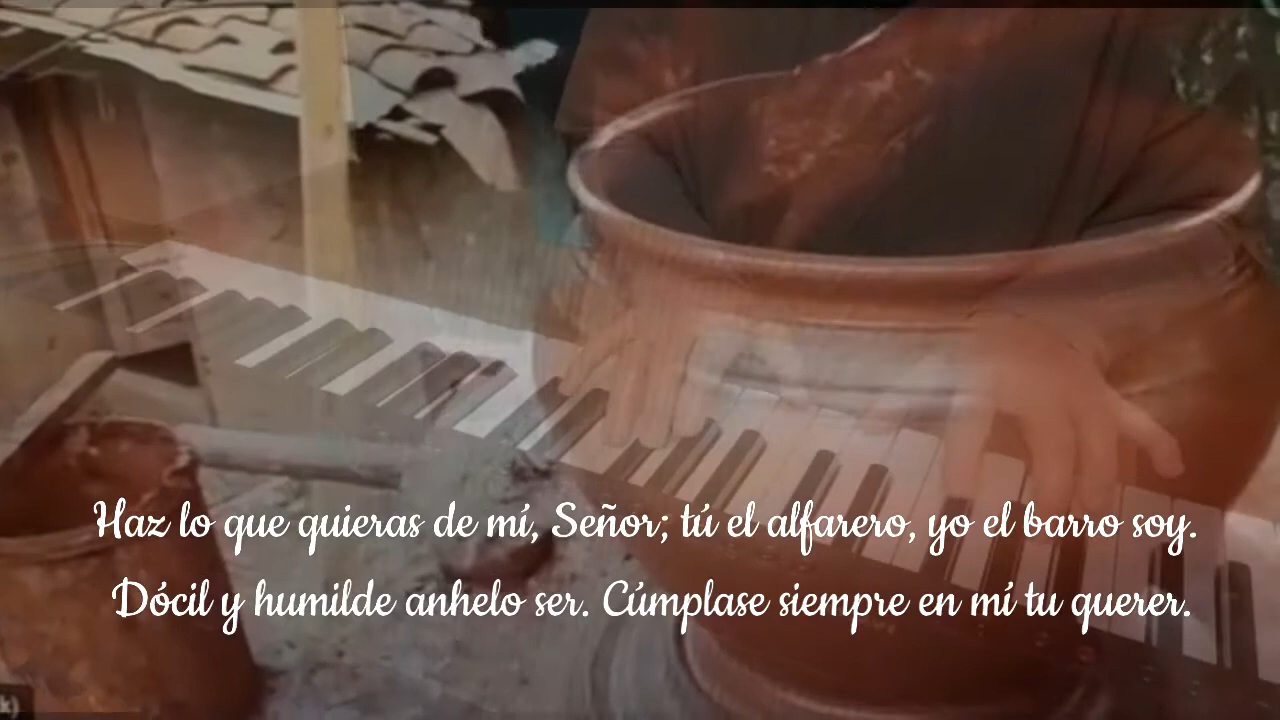 Haz lo que quieras de mí, Señor; tú el alfarero, yo el barro soy.
Dócil y humilde anhelo ser. Cúmplase siempre en mí tu querer.
k)